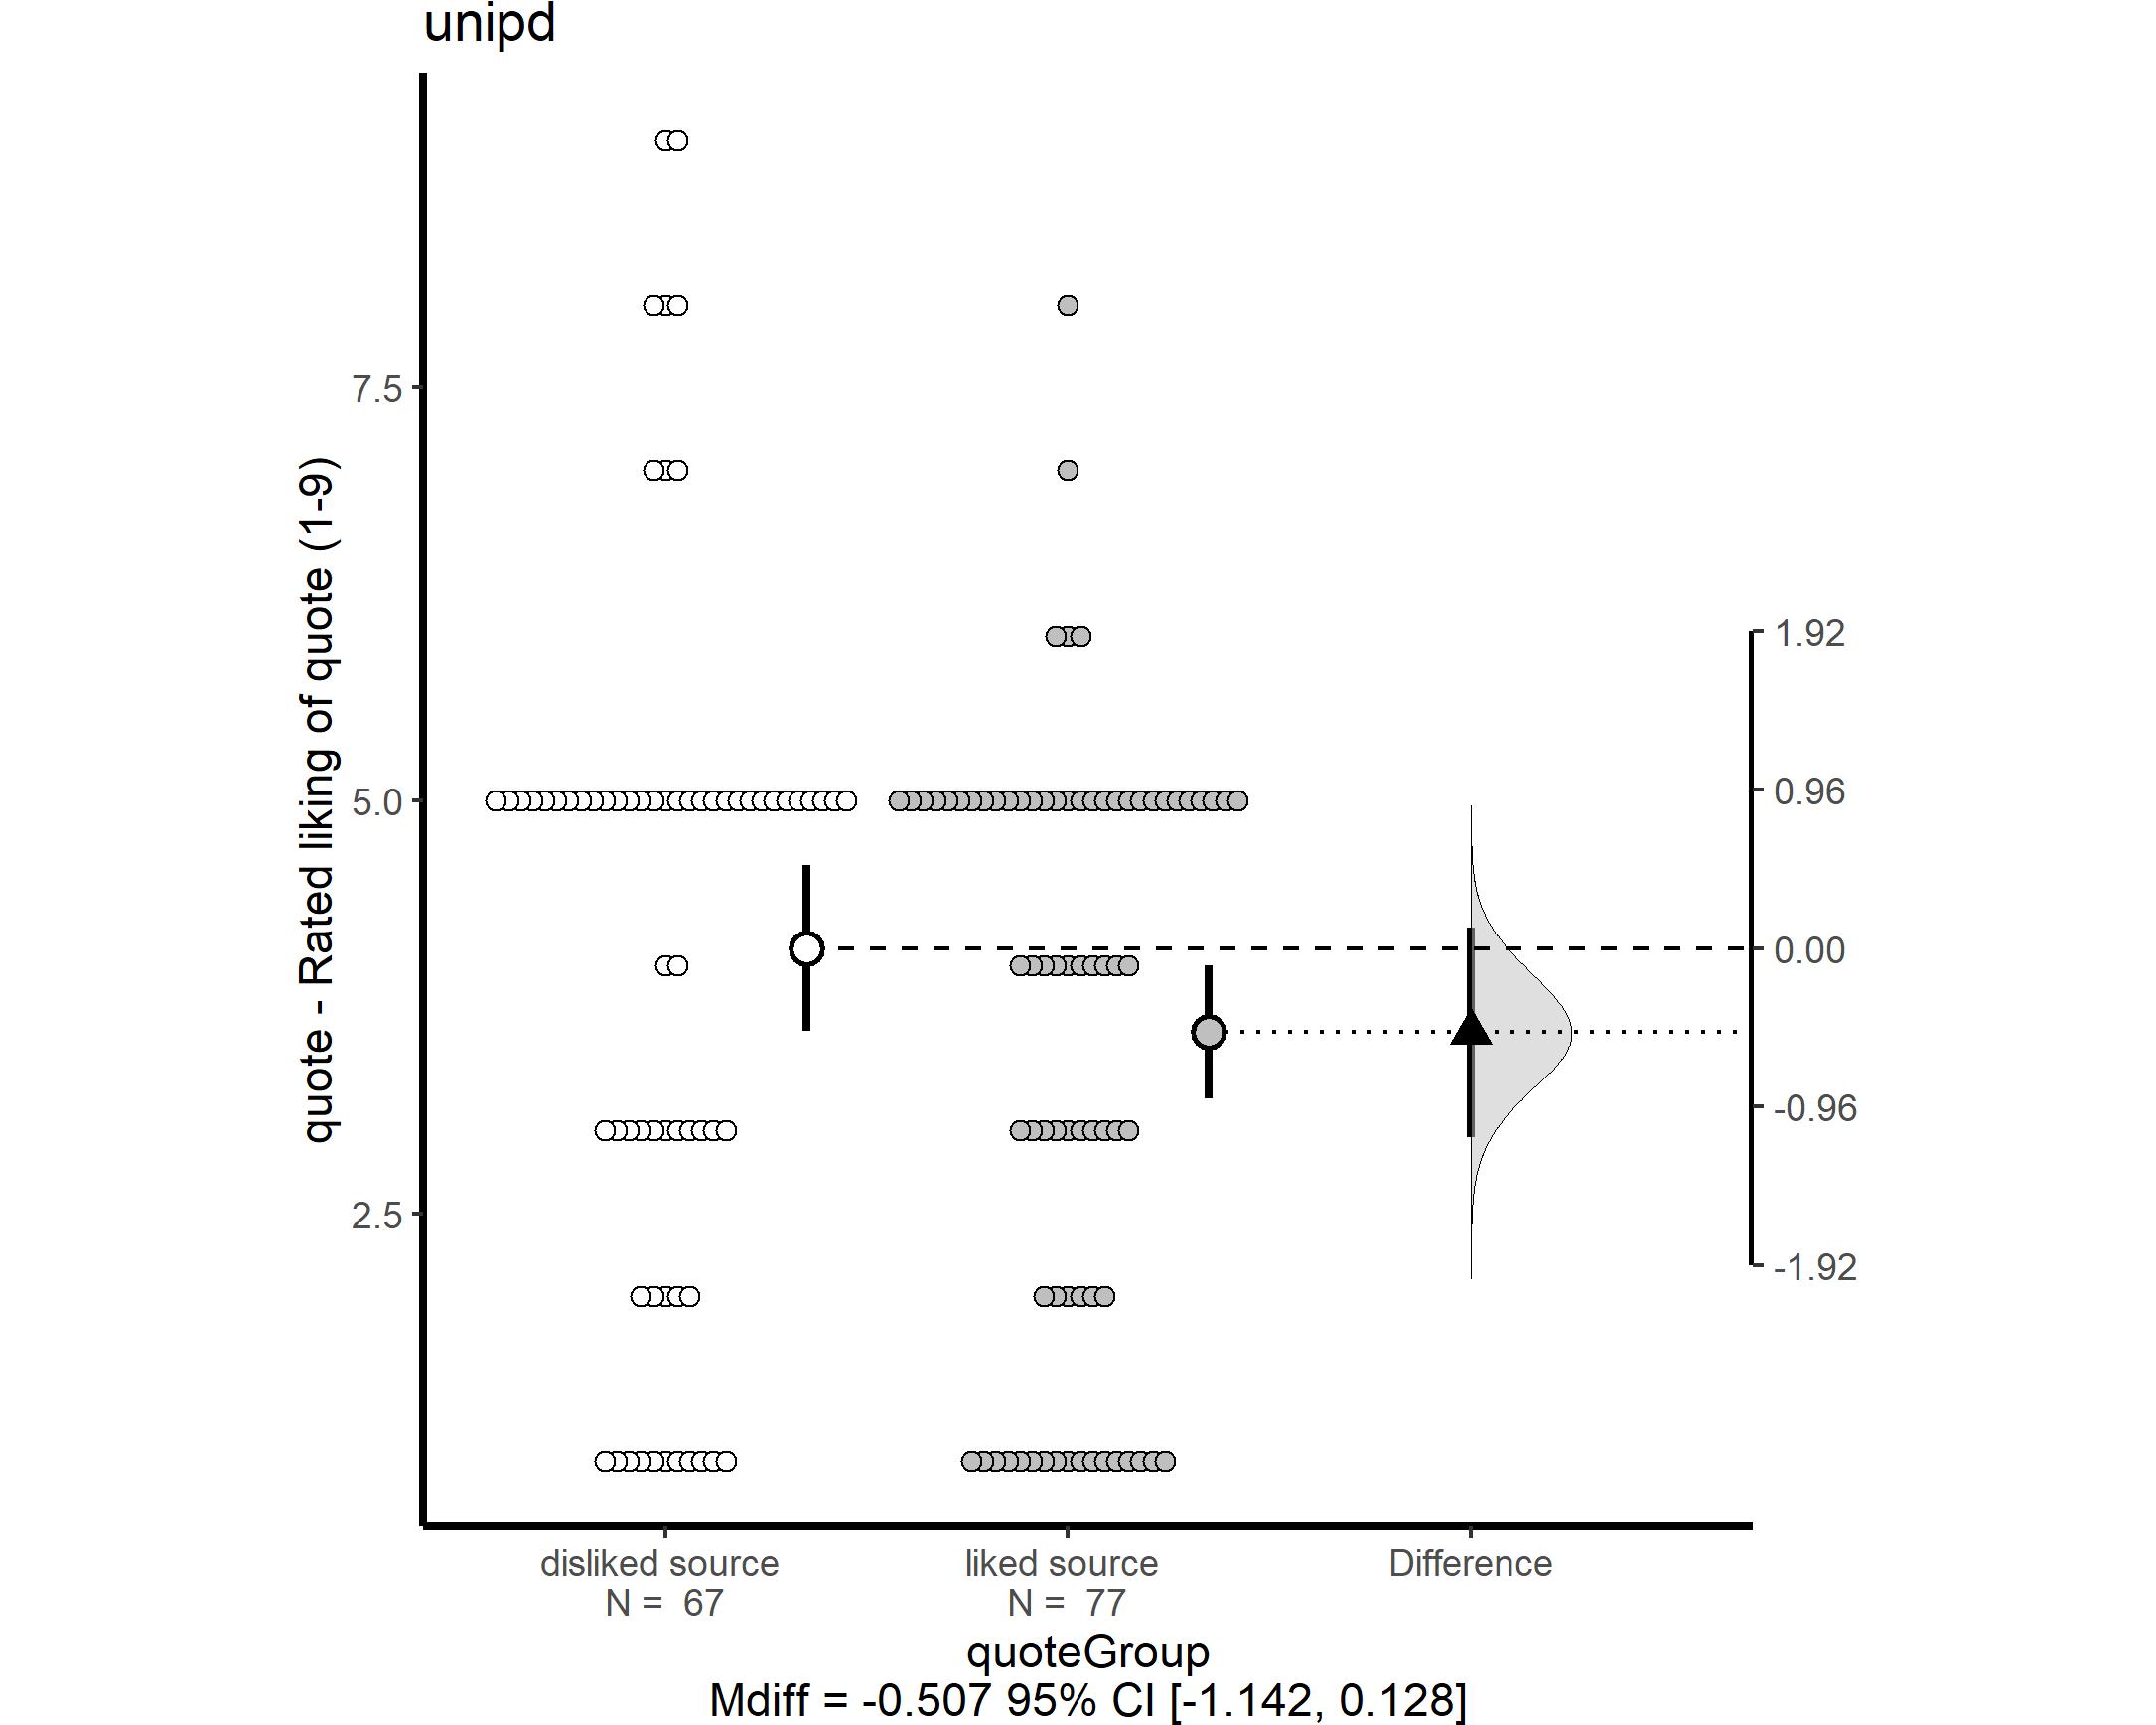 unipd
quote - Rated liking of quote (1-9)
7.5
5.0
2.5
1.92
0.96
0.00
-0.96
-1.92
disliked source
N = 67
liked source
N = 77
Difference
quoteGroup
Mdiff = -0.507 95% CI [-1.142, 0.128]